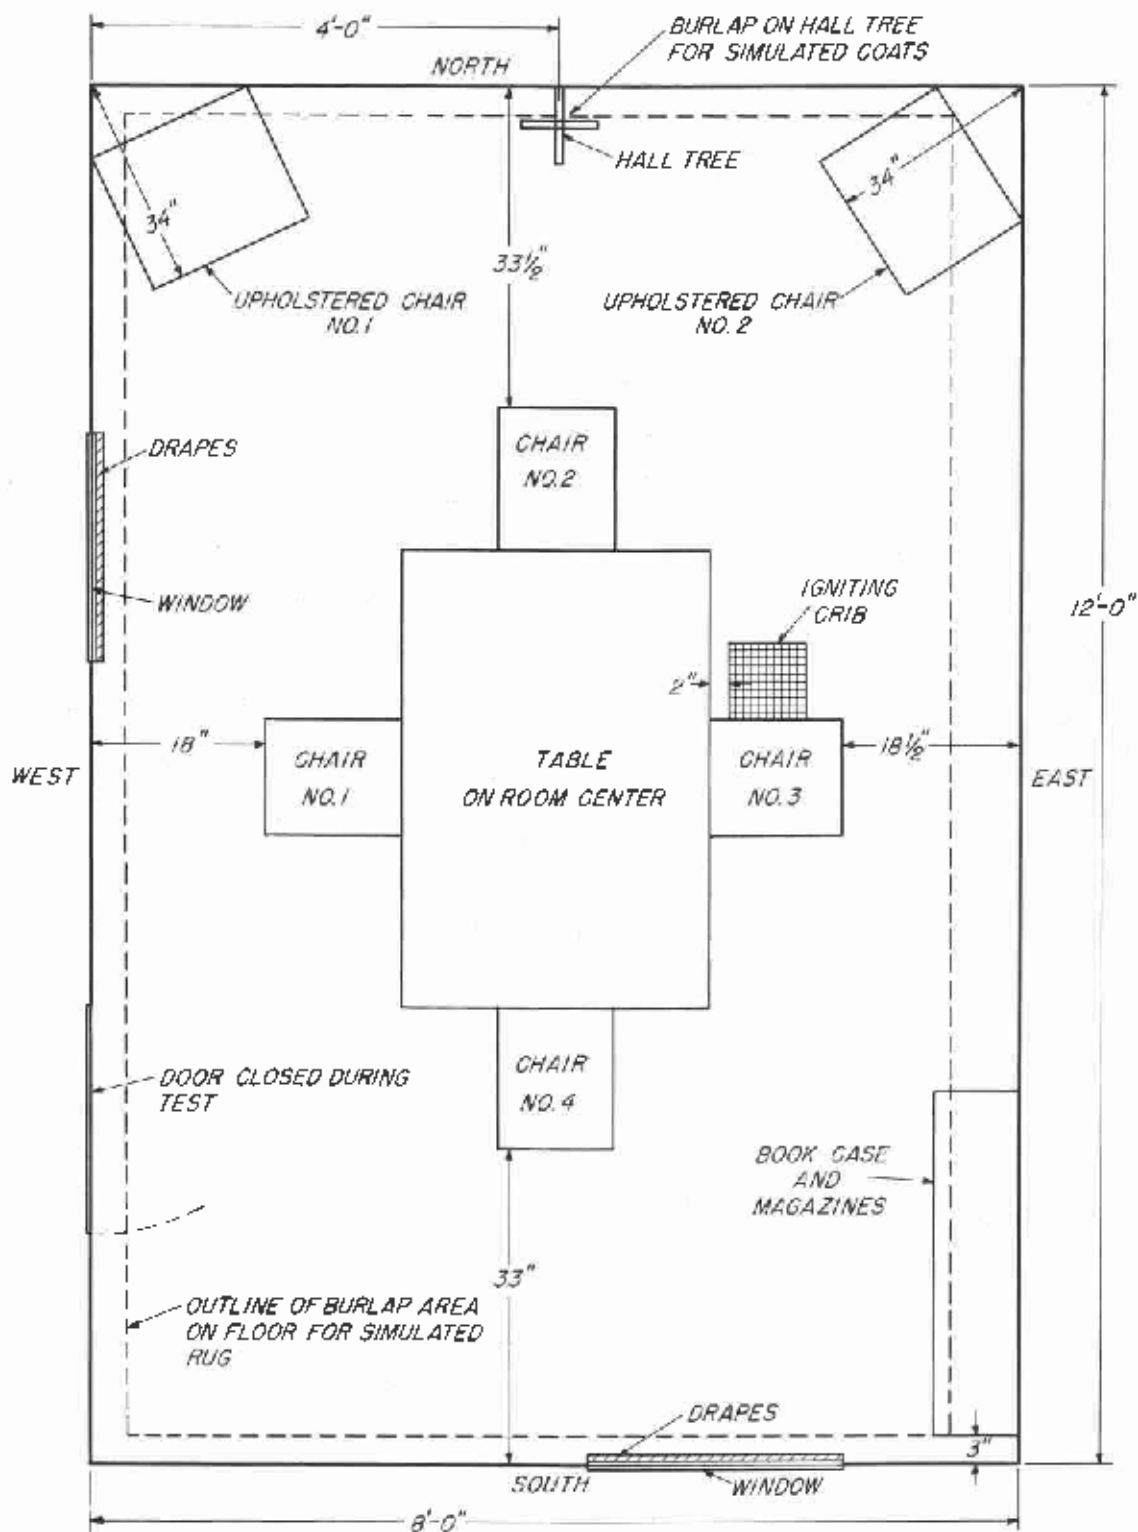 4'-0"
BURLAP ON HALL TREE
FOR SIMULATED COATS
NORTH
HALL TREE
34"
34"
33½"
UPHOLSTERED CHAIR
NO. 1
UPHOLSTERED CHAIR
NO. 2
DRAPES
CHAIR
NO. 2
WINDOW
IGNITING
CRIB
12'-0"
2"
18"
CHAIR
NO. 1
TABLE
ON ROOM CENTER
CHAIR
NO. 3
18½"
WEST
EAST
DOOR CLOSED DURING
TEST
CHAIR
NO. 4
BOOK CASE
AND
MAGAZINES
33"
OUTLINE OF BURLAP AREA
ON FLOOR FOR SIMULATED
RUG
DRAPES
3"
SOUTH
WINDOW
8'-0"